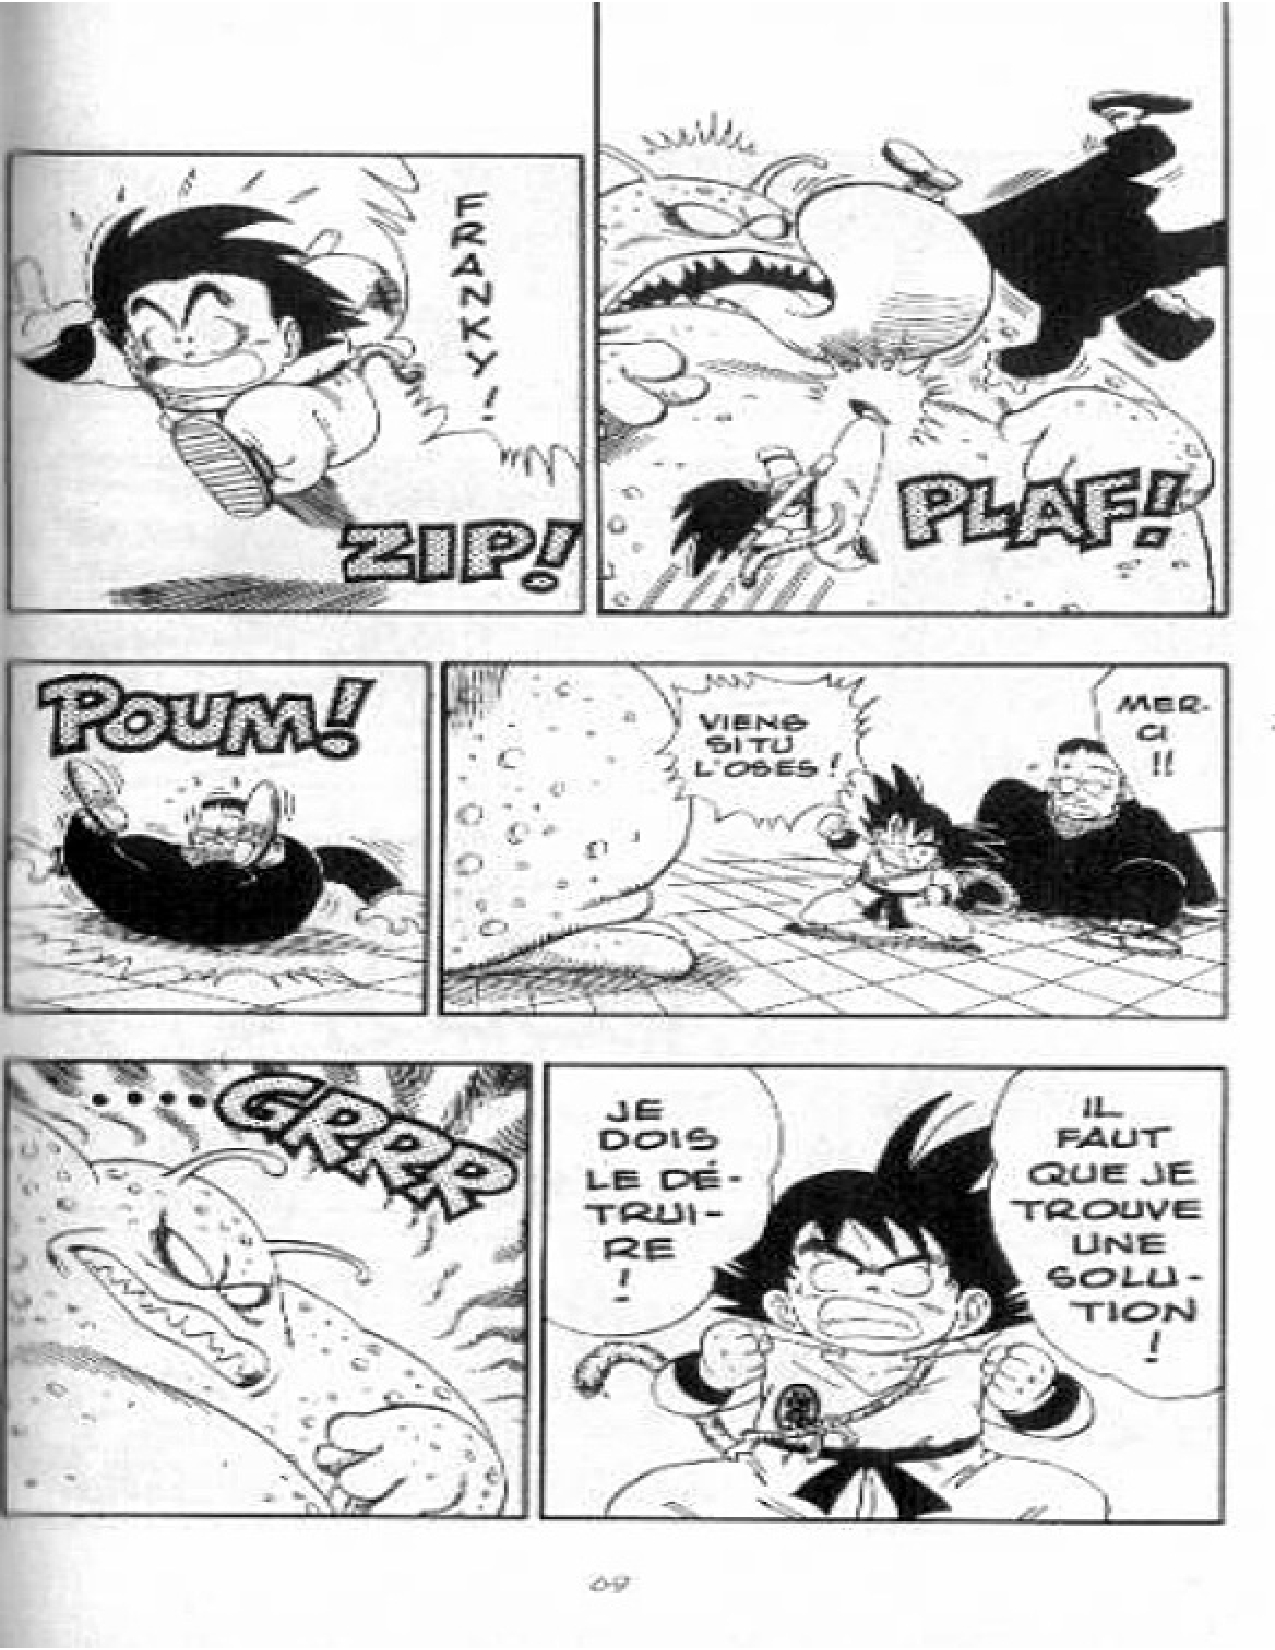 FRANKY!
ZIP!
PLAF!
POUM!
VIENS
SI TU
L'OSES!
MER-
CI
!!
....GRRR
JE
DOIS
LE DÉ-
TRUI-
RE
!
IL
FAUT
QUE JE
TROUVE
UNE
SOLU-
TION
!
69